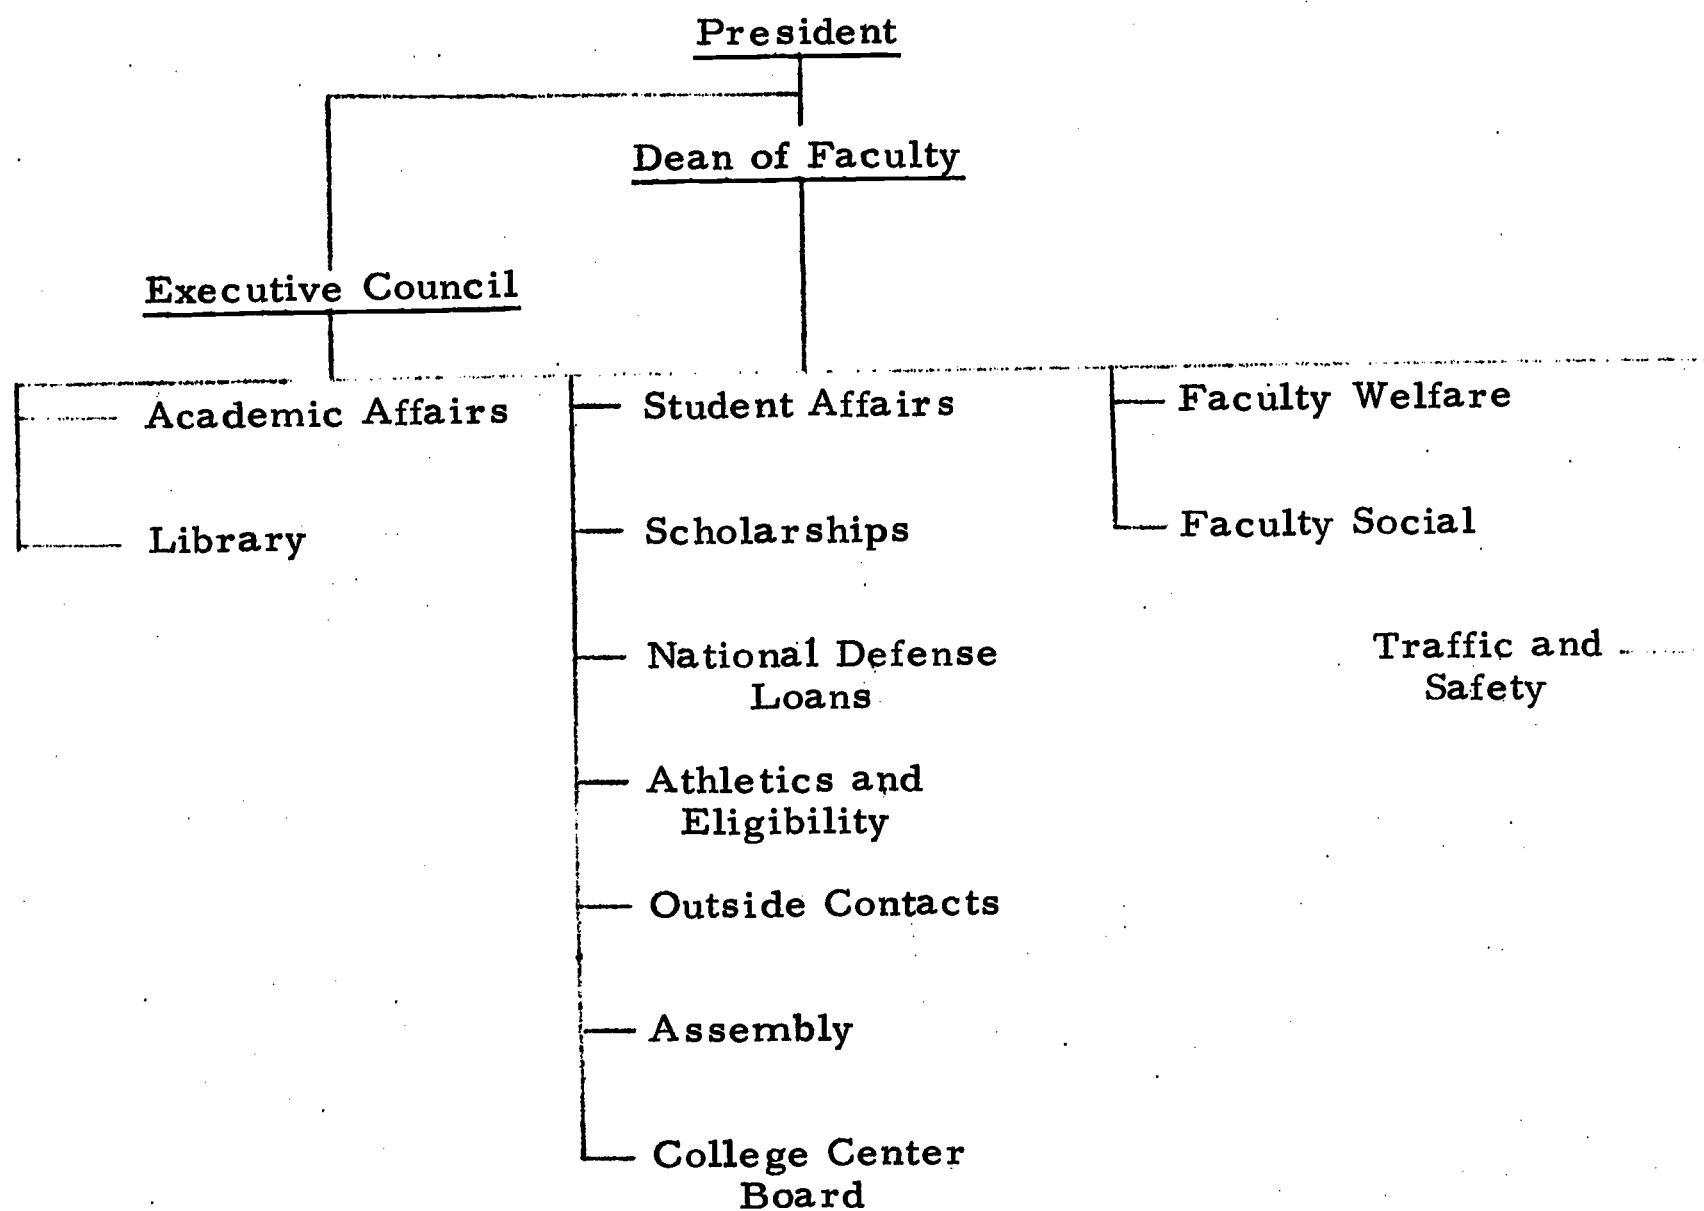 President
Dean of Faculty
Executive Council
Academic Affairs
Library
Student Affairs
Scholarships
National Defense
Loans
Athletics and
Eligibility
Outside Contacts
Assembly
College Center
Board
Faculty Welfare
Faculty Social
Traffic and
Safety